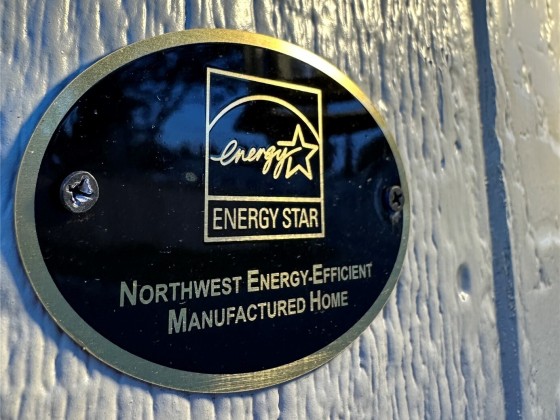 energy
ENERGY STAR
NORTHWEST ENERGY-EFFICIENT
MANUFACTURED HOME